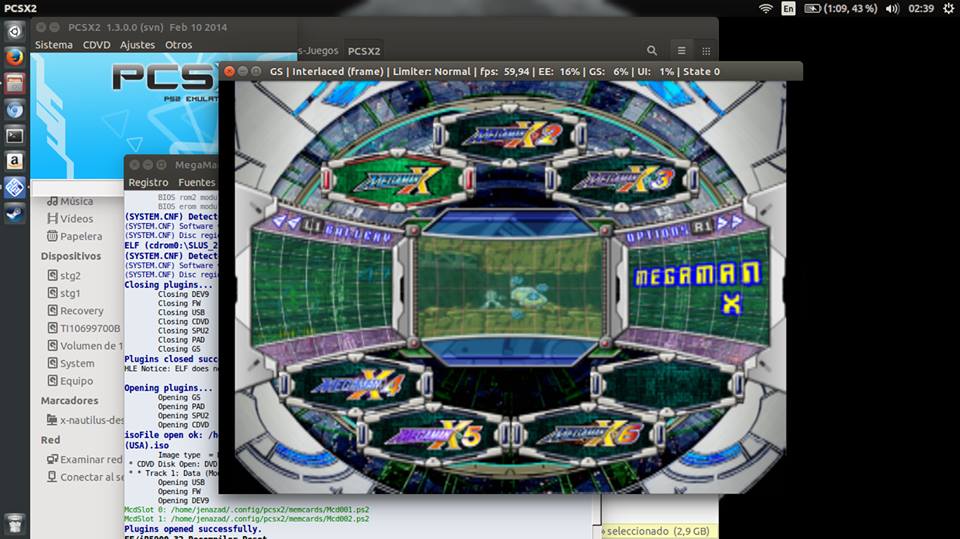 PCSX2
En
(1:09, 43 %)
02:39
PCSX2 1.3.0.0 (svn) Feb 10 2014
Sistema CDVD Ajustes Otros
s-Juegos PCSX2
PCS
PS2 EMULAT
GS | Interlaced (frame) | Limiter: Normal | fps: 59,94 | EE: 16% | GS: 6% | UI: 1% | State 0
MEGAMAN X2
MEGAMAN X
MEGAMAN X3
L1 GALLERY
OPTIONS R1
MEGAMAN
X
MEGAMAN X4
MEGAMAN X5
MEGAMAN X6
MegaMa
Registro Fuentes
BIOS rom2 modu
BIOS erom modu
(SYSTEM.CNF) Detect
(SYSTEM.CNF) Software
(SYSTEM.CNF) Disc regi
ELF (cdrom0:\SLUS_2
(SYSTEM.CNF) Detect
(SYSTEM.CNF) Software
(SYSTEM.CNF) Disc regi
Closing plugins...
Closing DEV9
Closing FW
Closing USB
Closing CDVD
Closing SPU2
Closing PAD
Closing GS
Plugins closed succ
HLE Notice: ELF does n
Opening plugins...
Opening GS
Opening PAD
Opening SPU2
Opening CDVD
isoFile open ok: /h
(USA).iso
Image type =
* CDVD Disk Open: DVD
* * Track 1: Data (Mo
Opening USB
Opening FW
Opening DEV9
McdSlot 0: /home/jenazad/.config/pcsx2/memcards/Mcd001.ps2
McdSlot 1: /home/jenazad/.config/pcsx2/memcards/Mcd002.ps2
Plugins opened successfully.
Música
Vídeos
Papelera
Dispositivos
stg2
stg1
Recovery
TI10699700B
Volumen de 1
System
Equipo
Marcadores
x-nautilus-des
Red
Examinar red
Conectar al se
» seleccionado (2,9 GB)